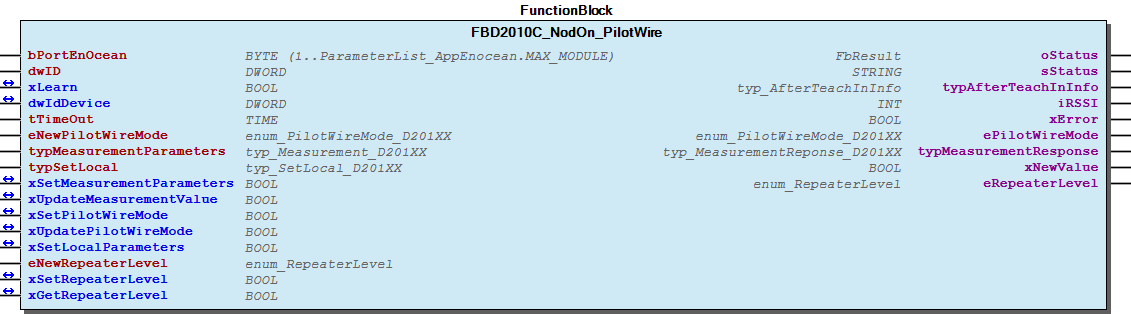 FunctionBlock
FBD2010C_NodOn_PilotWire
bPortEnOcean BYTE (1..ParameterList_AppEnocean.MAX_MODULE) FbResult oStatus
dwID DWORD STRING sStatus
xLearn BOOL typ_AfterTeachInInfo typAfterTeachInInfo
dwIdDevice DWORD INT iRSSI
tTimeOut TIME BOOL xError
eNewPilotWireMode enum_PilotWireMode_D201XX enum_PilotWireMode_D201XX ePilotWireMode
typMeasurementParameters typ_Measurement_D201XX typ_MeasurementReponse_D201XX typMeasurementResponse
typSetLocal typ_SetLocal_D201XX BOOL xNewValue
xSetMeasurementParameters BOOL enum_RepeaterLevel eRepeaterLevel
xUpdateMeasurementValue BOOL
xSetPilotWireMode BOOL
xUpdatePilotWireMode BOOL
xSetLocalParameters BOOL
eNewRepeaterLevel enum_RepeaterLevel
xSetRepeaterLevel BOOL
xGetRepeaterLevel BOOL